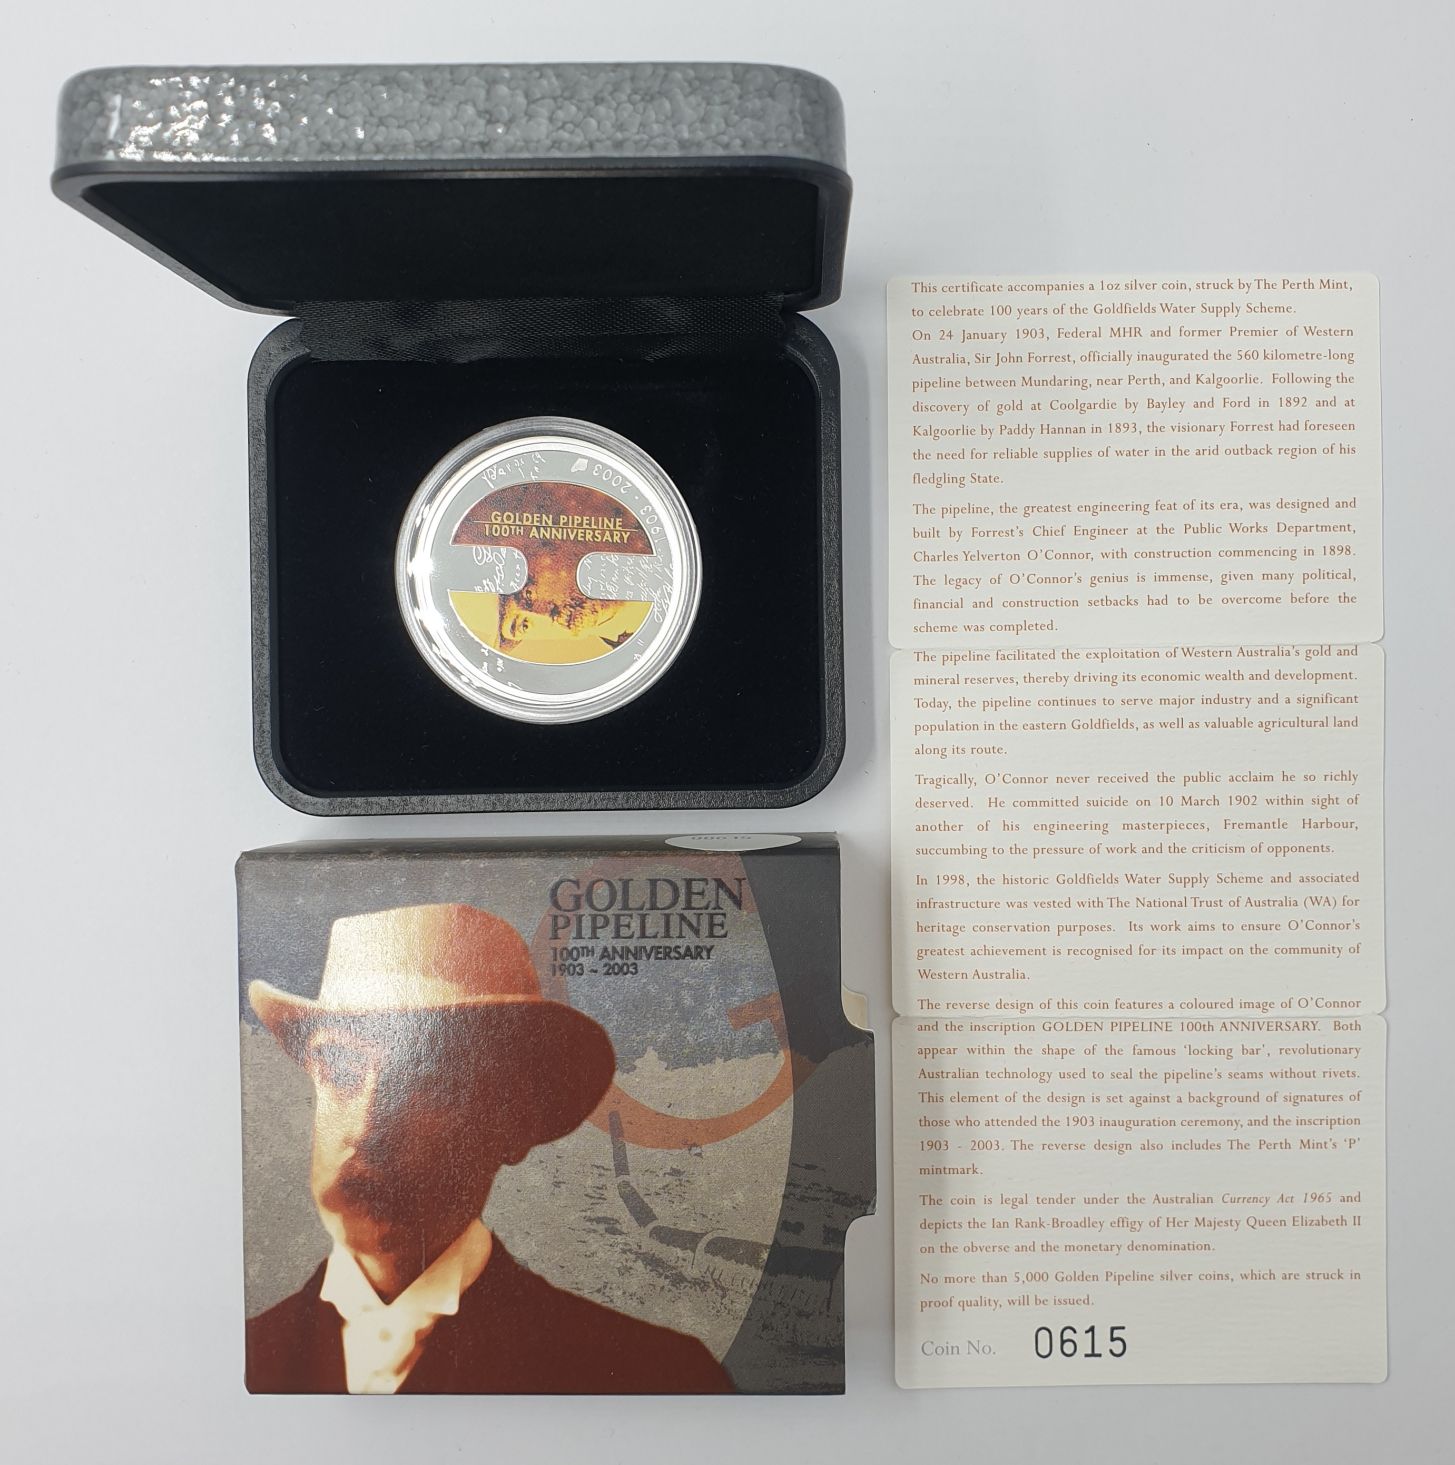 1903 - 2003
GOLDEN PIPELINE
100TH ANNIVERSARY
GOLDEN
PIPELINE
100TH ANNIVERSARY
1903 ~ 2003
This certificate accompanies a 1oz silver coin, struck by The Perth Mint,
to celebrate 100 years of the Goldfields Water Supply Scheme.
On 24 January 1903, Federal MHR and former Premier of Western
Australia, Sir John Forrest, officially inaugurated the 560 kilometre-long
pipeline between Mundaring, near Perth, and Kalgoorlie. Following the
discovery of gold at Coolgardie by Bayley and Ford in 1892 and at
Kalgoorlie by Paddy Hannan in 1893, the visionary Forrest had foreseen
the need for reliable supplies of water in the arid outback region of his
fledgling State.
The pipeline, the greatest engineering feat of its era, was designed and
built by Forrest's Chief Engineer at the Public Works Department,
Charles Yelverton O'Connor, with construction commencing in 1898.
The legacy of O'Connor's genius is immense, given many political,
financial and construction setbacks had to be overcome before the
scheme was completed.
The pipeline facilitated the exploitation of Western Australia's gold and
mineral reserves, thereby driving its economic wealth and development.
Today, the pipeline continues to serve major industry and a significant
population in the eastern Goldfields, as well as valuable agricultural land
along its route.
Tragically, O'Connor never received the public acclaim he so richly
deserved. He committed suicide on 10 March 1902 within sight of
another of his engineering masterpieces, Fremantle Harbour,
succumbing to the pressure of work and the criticism of opponents.
In 1998, the historic Goldfields Water Supply Scheme and associated
infrastructure was vested with The National Trust of Australia (WA) for
heritage conservation purposes. Its work aims to ensure O'Connor's
greatest achievement is recognised for its impact on the community of
Western Australia.
The reverse design of this coin features a coloured image of O'Connor
and the inscription GOLDEN PIPELINE 100th ANNIVERSARY. Both
appear within the shape of the famous 'locking bar', revolutionary
Australian technology used to seal the pipeline's seams without rivets.
This element of the design is set against a background of signatures of
those who attended the 1903 inauguration ceremony, and the inscription
1903 - 2003. The reverse design also includes The Perth Mint's 'P'
mintmark.
The coin is legal tender under the Australian Currency Act 1965 and
depicts the Ian Rank-Broadley effigy of Her Majesty Queen Elizabeth II
on the obverse and the monetary denomination.
No more than 5,000 Golden Pipeline silver coins, which are struck in
proof quality, will be issued.
Coin No. 0615